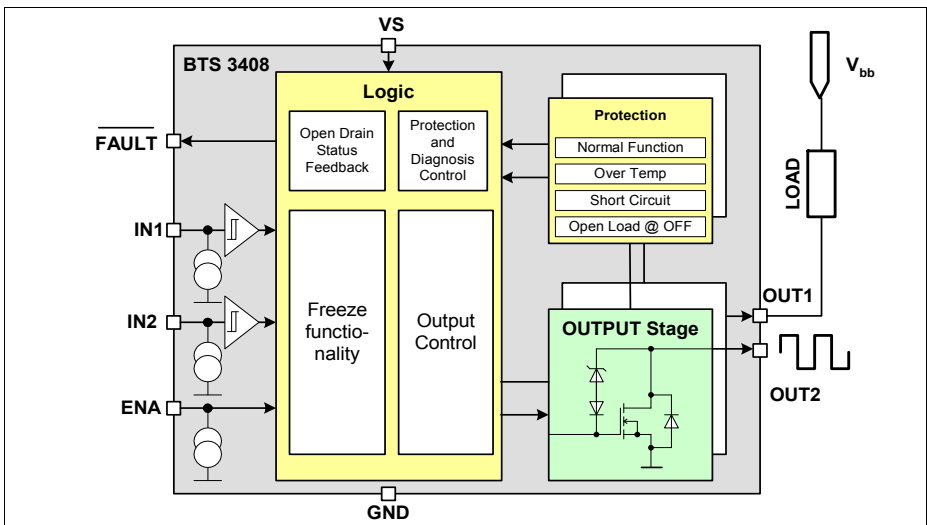 VS
BTS 3408
Logic
Open Drain
Status
Feedback
Protection
and
Diagnosis
Control
Protection
Normal Function
Over Temp
Short Circuit
Open Load @ OFF
V_bb
LOAD
FAULT
IN1
IN2
ENA
Freeze
functio-
nality
Output
Control
OUTPUT Stage
OUT1
OUT2
GND